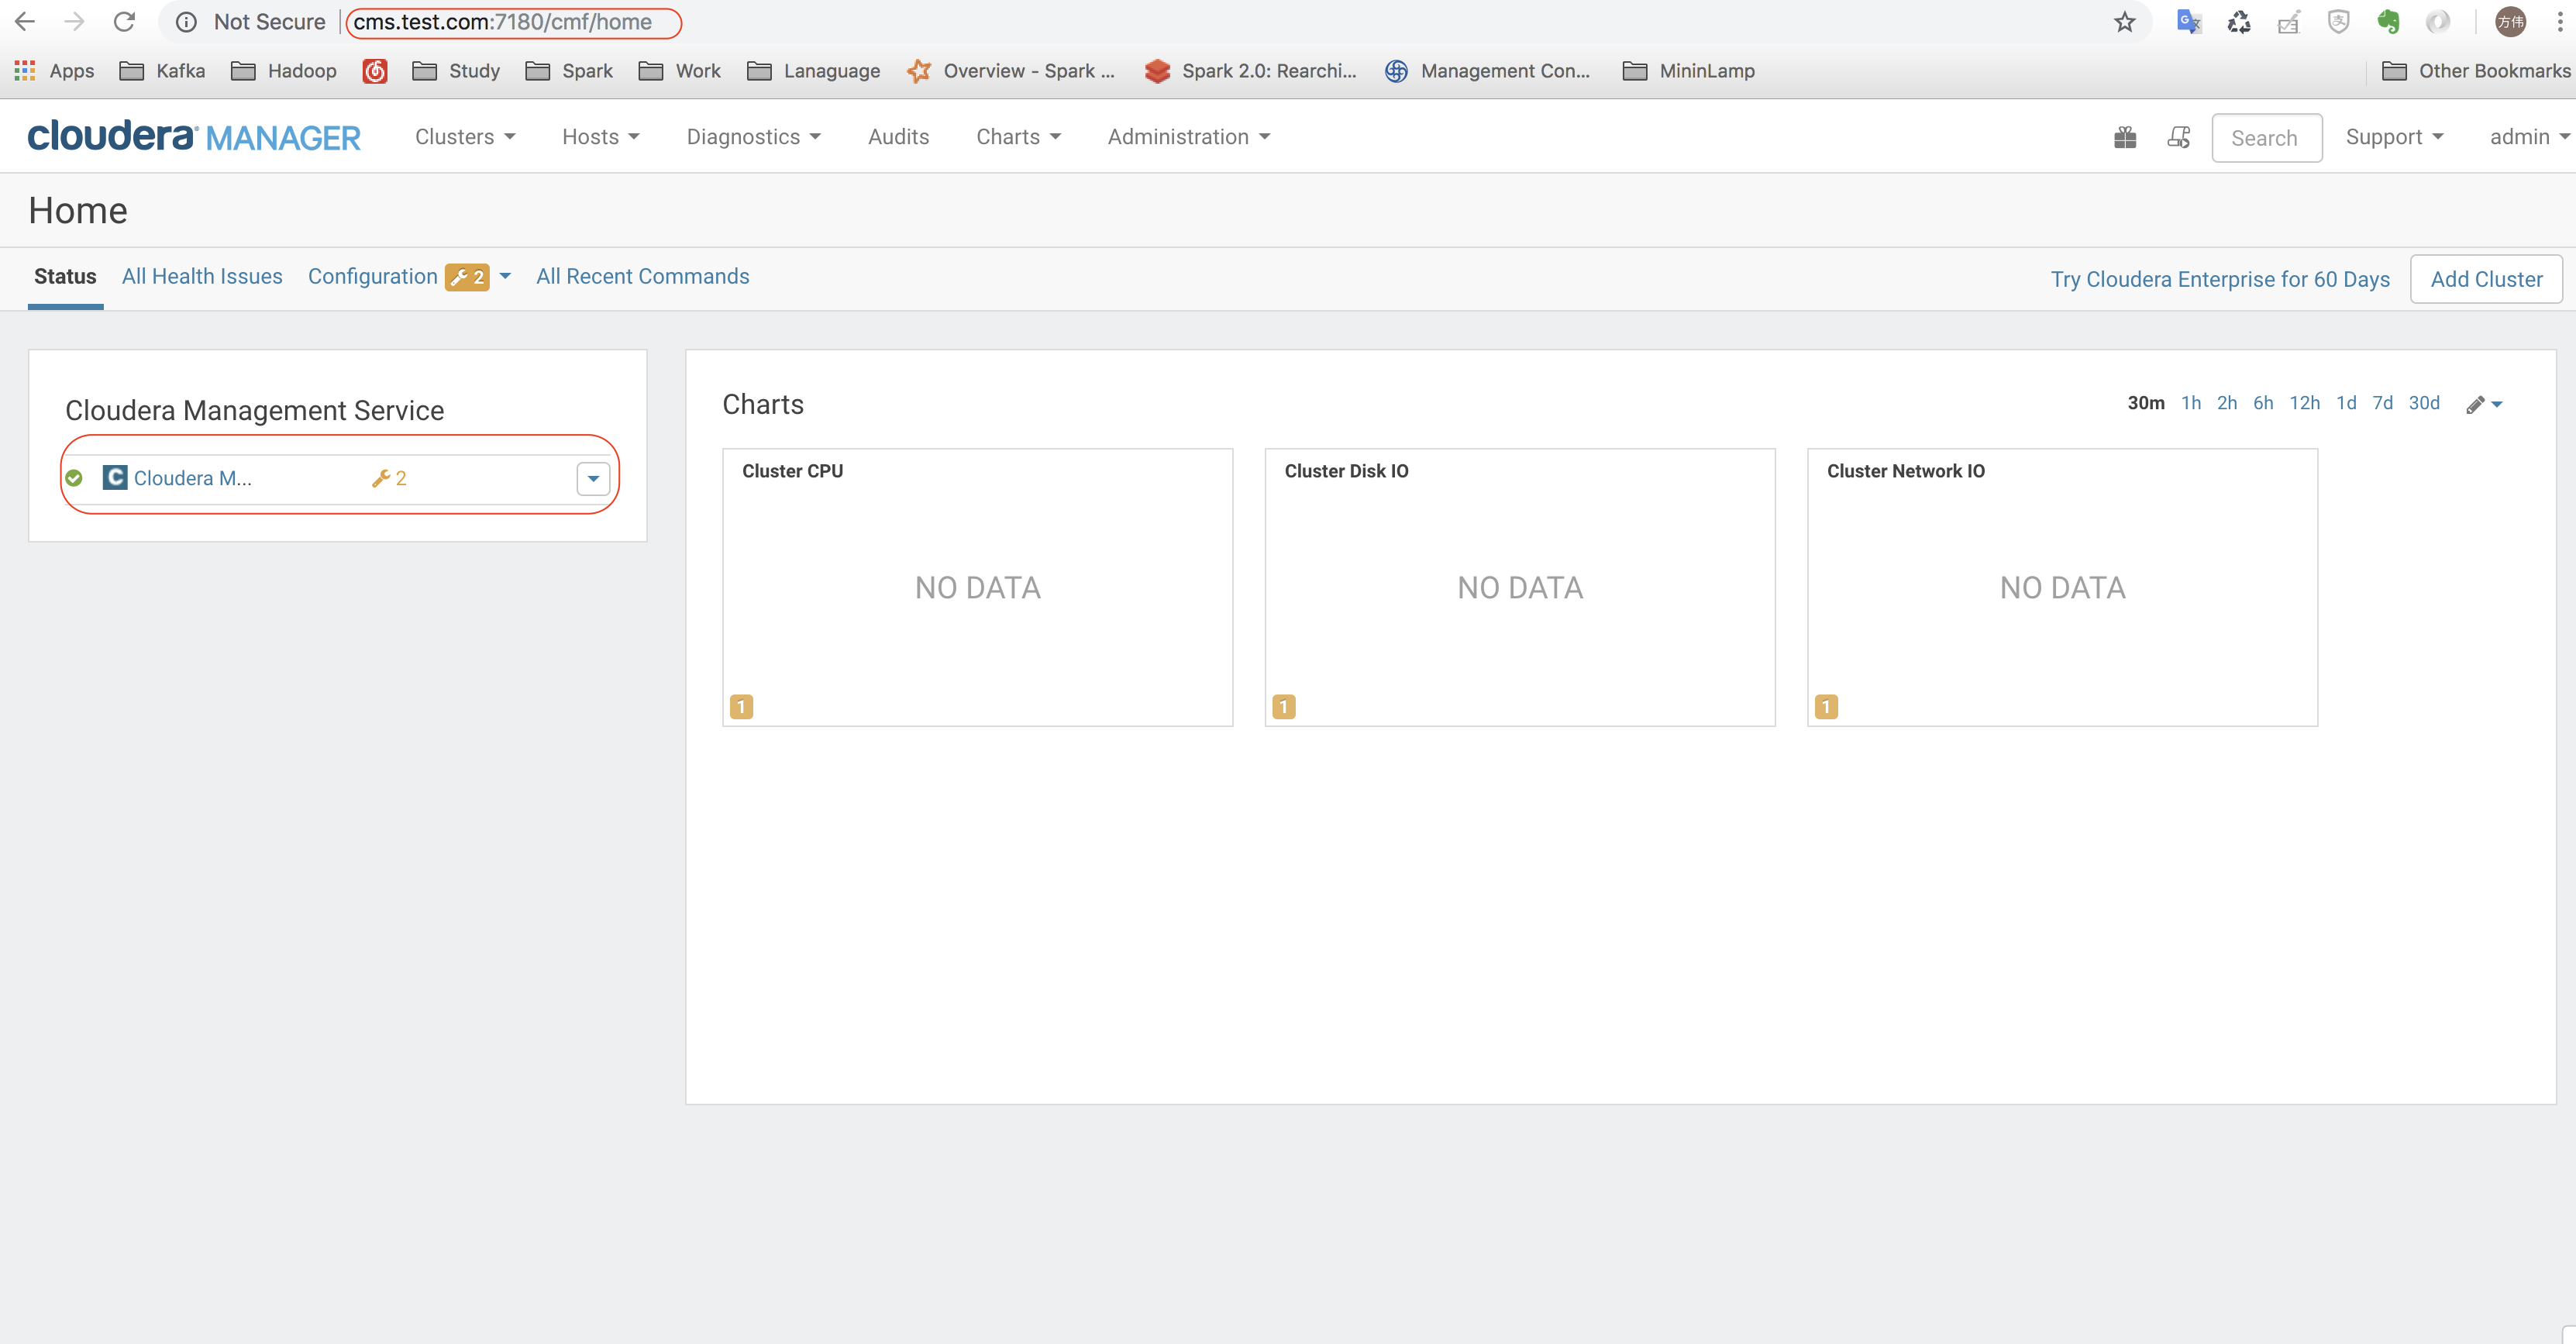 Not Secure | cms.test.com:7180/cmf/home 方伟
Apps Kafka Hadoop Study Spark Work Lanaguage Overview - Spark ... Spark 2.0: Rearchi... Management Con... MininLamp Other Bookmarks
cloudera MANAGER Clusters Hosts Diagnostics Audits Charts Administration Search Support admin
Home
Status All Health Issues Configuration 2 All Recent Commands Try Cloudera Enterprise for 60 Days Add Cluster
Cloudera Management Service
C Cloudera M... 2
Charts 30m 1h 2h 6h 12h 1d 7d 30d
Cluster CPU Cluster Disk IO Cluster Network IO
NO DATA NO DATA NO DATA
1 1 1